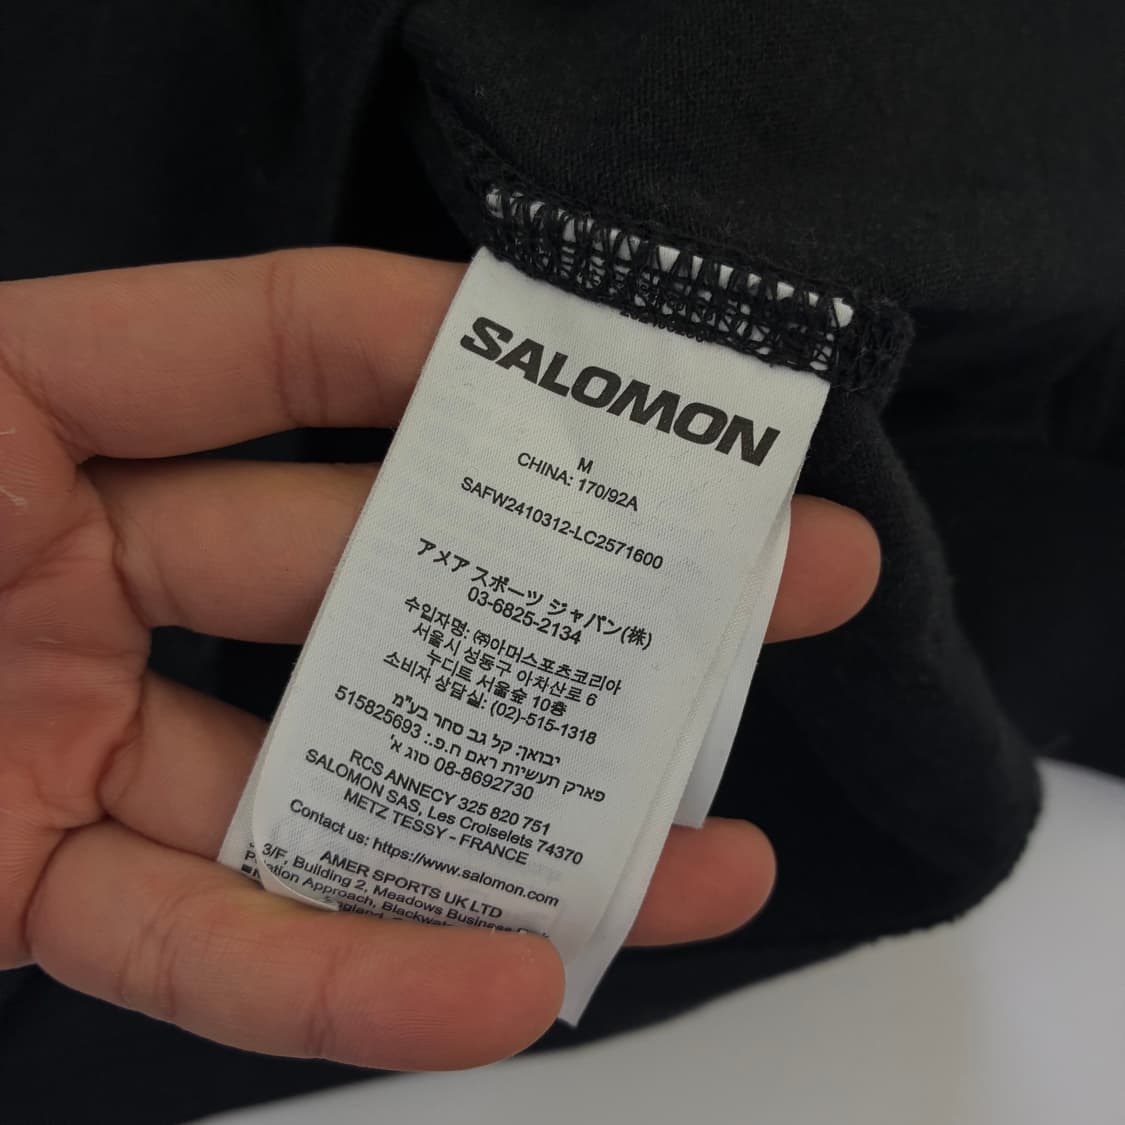 SALOMON
M
CHINA: 170/92A
SAFW2410312-LC2571600
アメア スポーツ ジャパン(株)
03-6825-2134
수입자명: ㈜아머스포츠코리아
서울시 성동구 아차산로 6
누디트 서울숲 10층
소비자 상담실: (02)-515-1318
יבואן: קל גב סחר בע"מ
515825693 :.ח.פ
פארק תעשיות ראם
08-8692730 סוג א'
RCS ANNECY 325 820 751
SALOMON SAS, Les Croiselets 74370
METZ TESSY - FRANCE
Contact us: https://www.salomon.com
AMER SPORTS UK LTD
3/F, Building 2, Meadows Business
Approach,